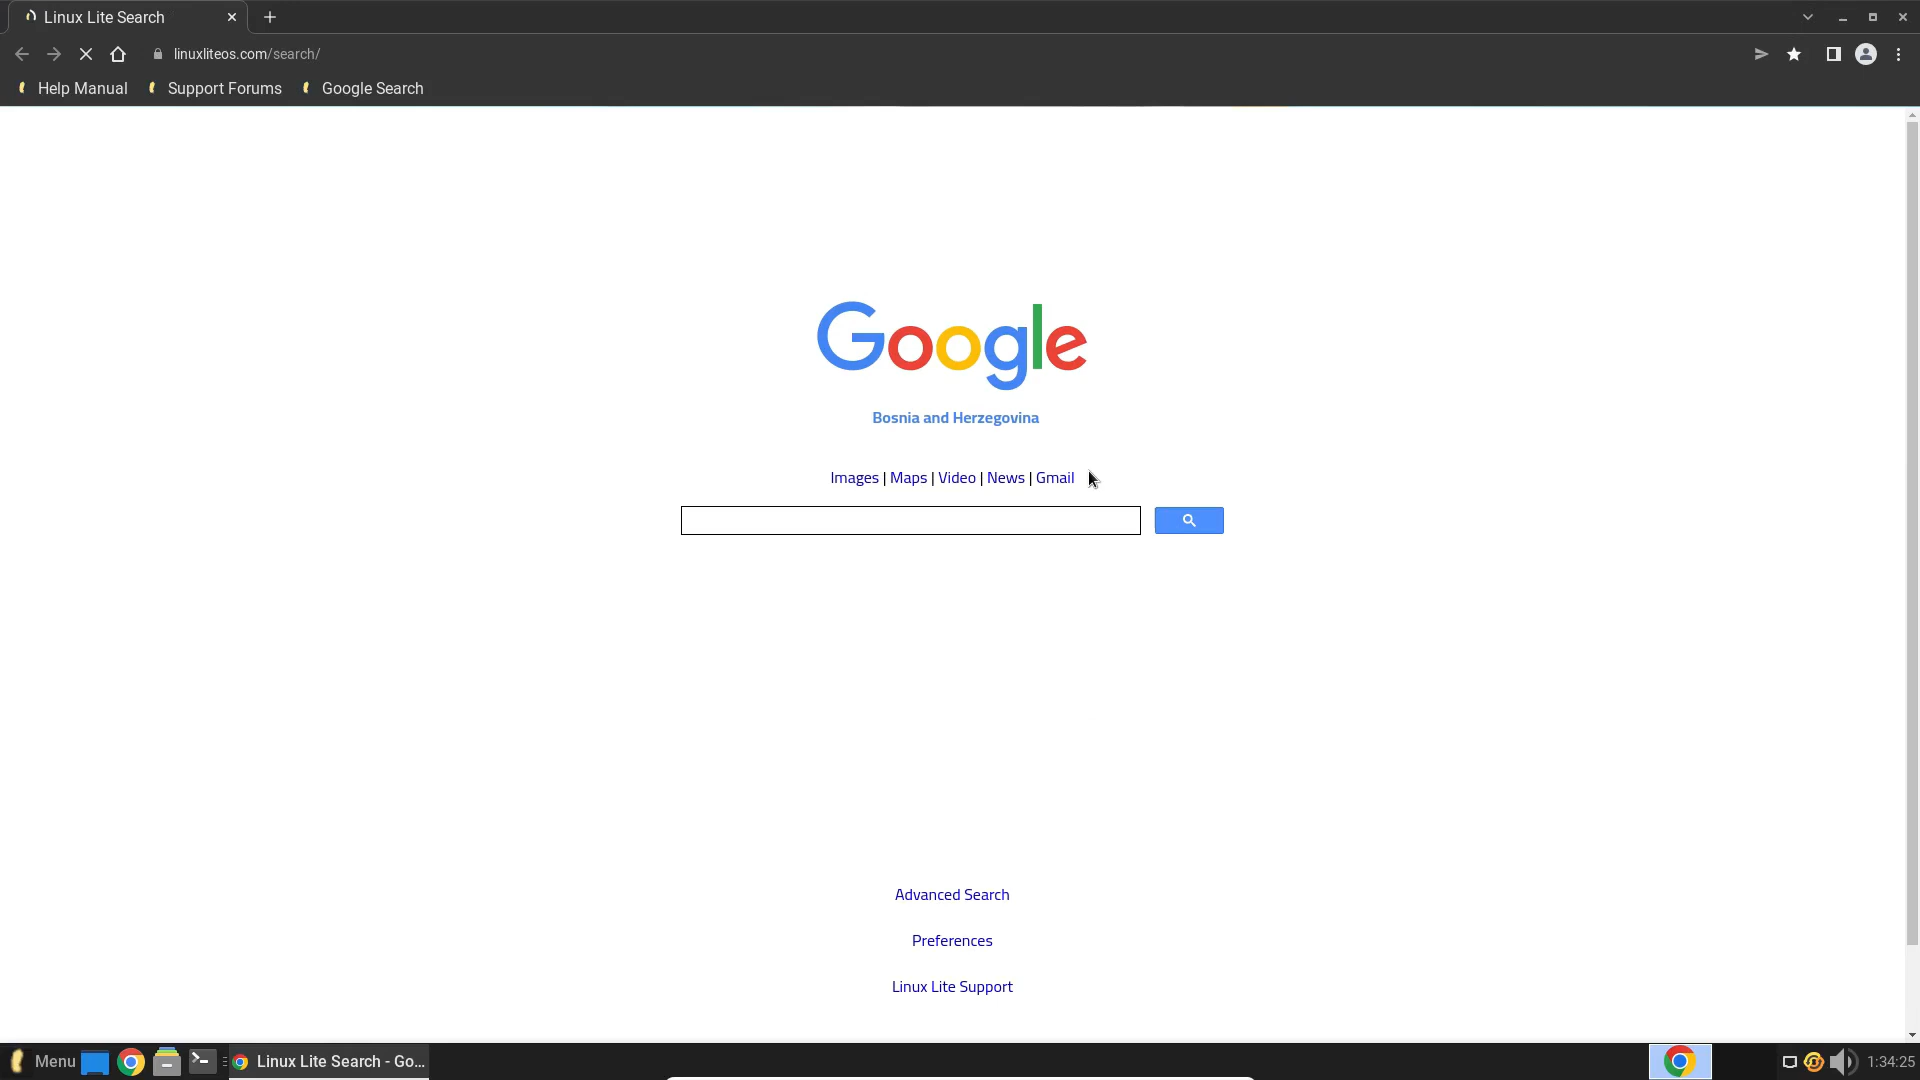 Linux Lite Search
linuxliteos.com/search/
Help Manual Support Forums Google Search
Google
Bosnia and Herzegovina
Images | Maps | Video | News | Gmail
Advanced Search
Preferences
Linux Lite Support
Menu Linux Lite Search - Go... 1:34:25